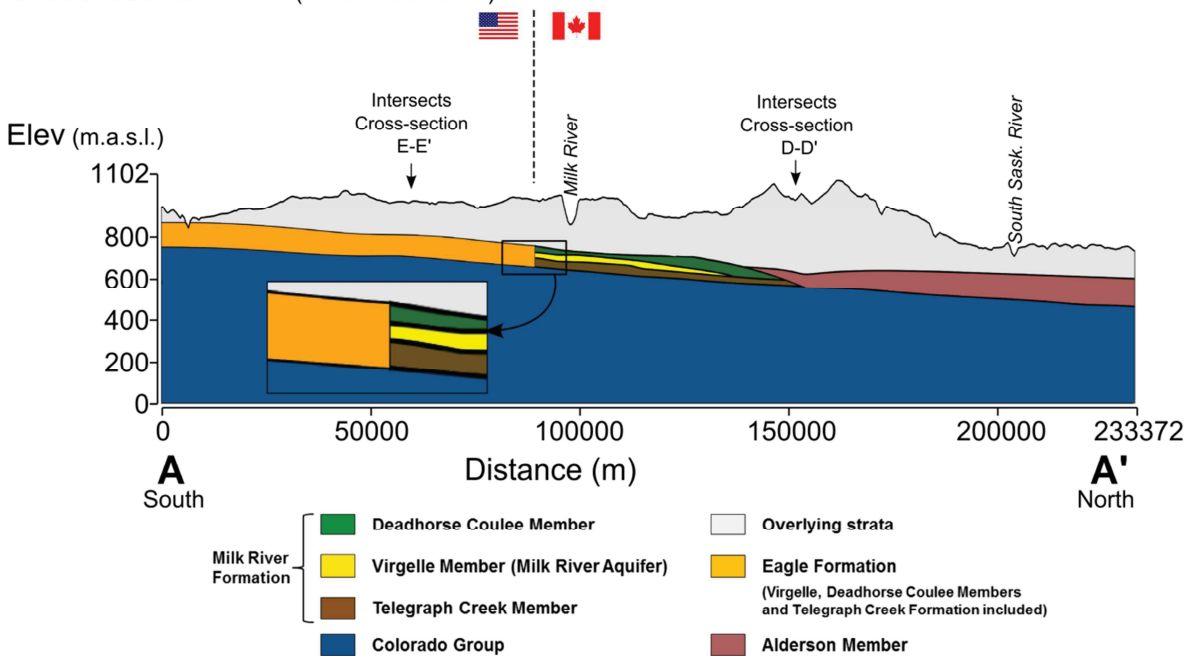 Intersects
Cross-section
E-E'
Milk River
Intersects
Cross-section
D-D'
South Sask. River
Elev (m.a.s.l.)
1102
800
600
400
200
0
0 50000 100000 150000 200000 233372
A
South
Distance (m)
A'
North
Milk River
Formation
Deadhorse Coulee Member
Virgelle Member (Milk River Aquifer)
Telegraph Creek Member
Colorado Group
Overlying strata
Eagle Formation
(Virgelle, Deadhorse Coulee Members
and Telegraph Creek Formation included)
Alderson Member